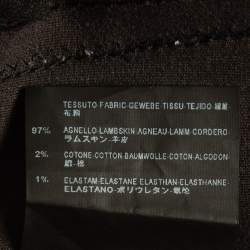 TESSUTO-FABRIC-GEWEBE-TISSU-TEJIDO-繊維
布料
97% AGNELLO-LAMBSKIN-AGNEAU-LAMM-CORDERO
ラムスキン-羊皮
2% COTONE-COTTON-BAUMWOLLE-COTON-ALGODON
綿-棉
1% ELASTAM-ELASTANE ELASTHAN-ELASTHANNE
ELASTANO-ポリウレタン-氨纶